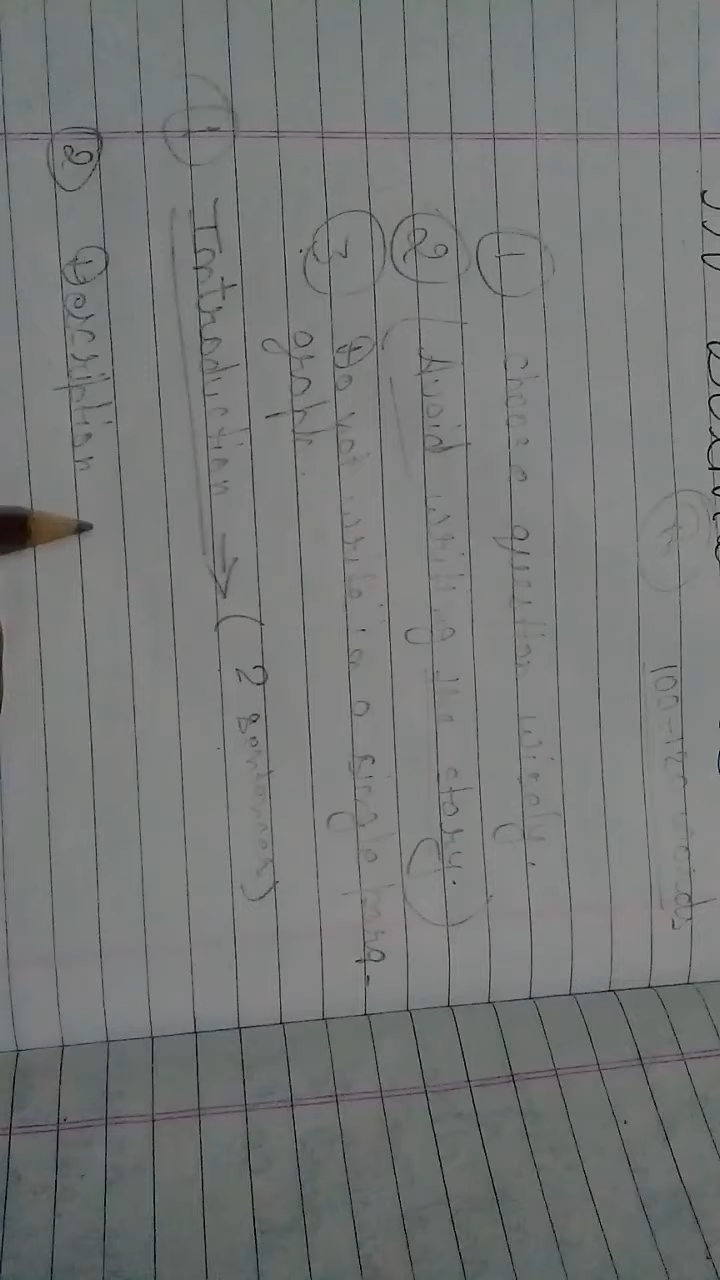 100-120 words
① Choose question wisely.
② (Avoid writing the story.)
③ Do not write in a single para-
graph.
① Introduction → (2 sentences)
② Description